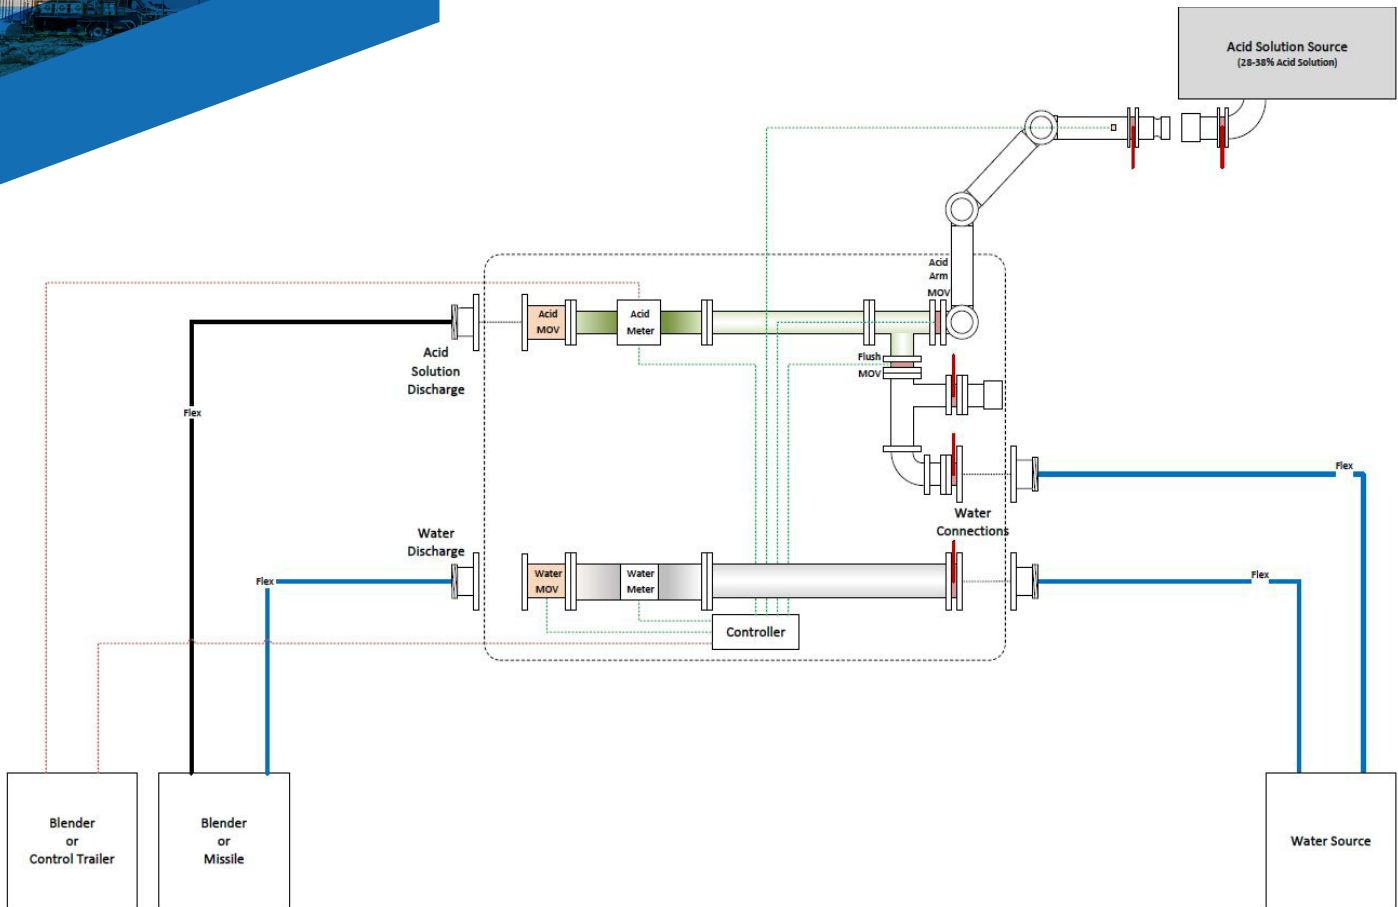 Acid Solution Source
(28-38% Acid Solution)
Acid
Arm
MOV
Acid
MOV
Acid
Meter
Flush
MOV
Acid
Solution
Discharge
Flex
Flex
Water
Connections
Water
Discharge
Flex
Water
MOV
Water
Meter
Flex
Controller
Blender
or
Control Trailer
Blender
or
Missile
Water Source